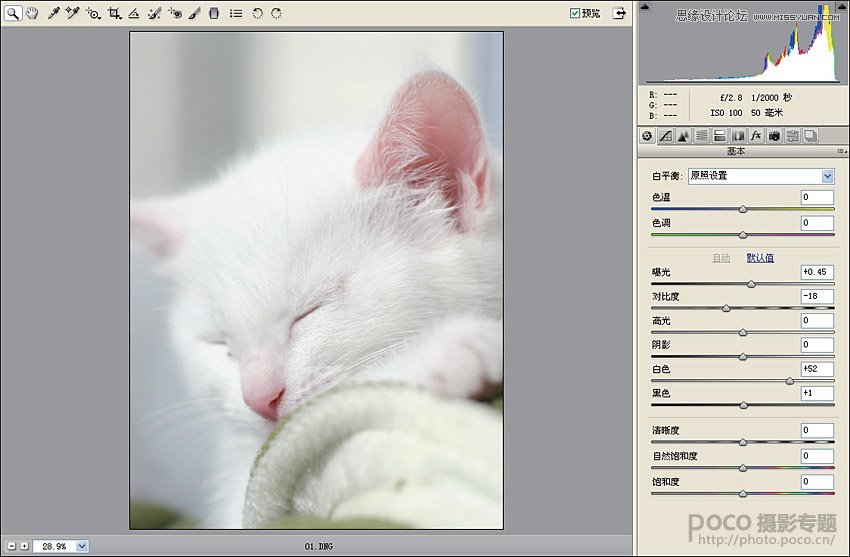 预览
思缘设计论坛 WWW.MISSYUAN.COM
R: ---
G: ---
B: ---
f/2.8 1/2000 秒
ISO 100 50 毫米
fx
基本
白平衡: 原照设置
色温 0
色调 0
自动 默认值
曝光 +0.45
对比度 -18
高光 0
阴影 0
白色 +52
黑色 +1
清晰度 0
自然饱和度 0
饱和度 0
28.9% 01.DNG
poco 摄影专题
http://photo.poco.cn/